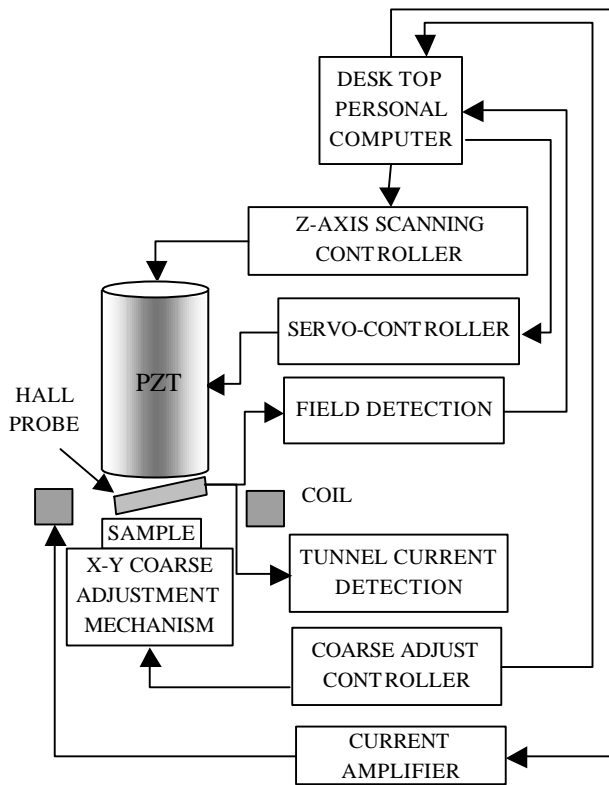 DESK TOP
PERSONAL
COMPUTER
Z-AXIS SCANNING
CONTROLLER
SERVO-CONTROLLER
PZT
HALL
PROBE
FIELD DETECTION
COIL
SAMPLE
X-Y COARSE
ADJUSTMENT
MECHANISM
TUNNEL CURRENT
DETECTION
COARSE ADJUST
CONTROLLER
CURRENT
AMPLIFIER